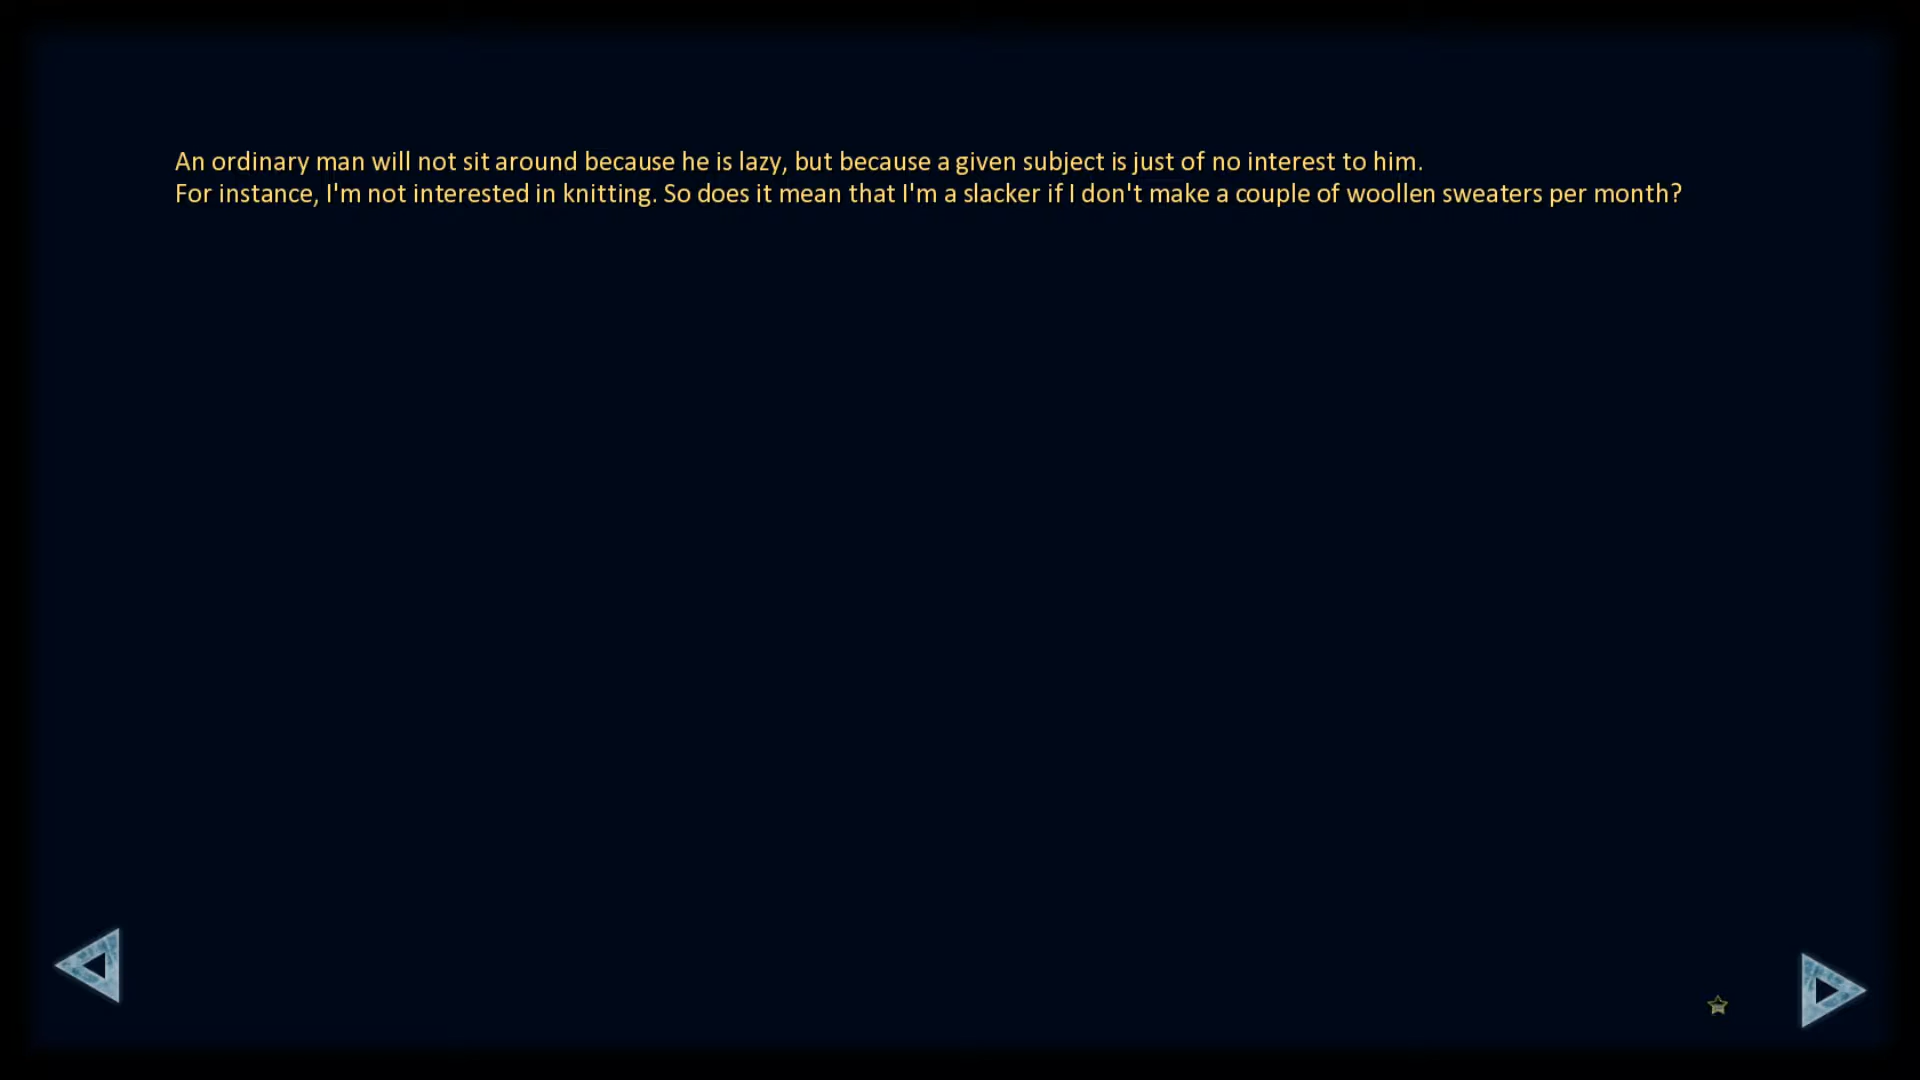 An ordinary man will not sit around because he is lazy, but because a given subject is just of no interest to him.
For instance, I'm not interested in knitting. So does it mean that I'm a slacker if I don't make a couple of woollen sweaters per month?